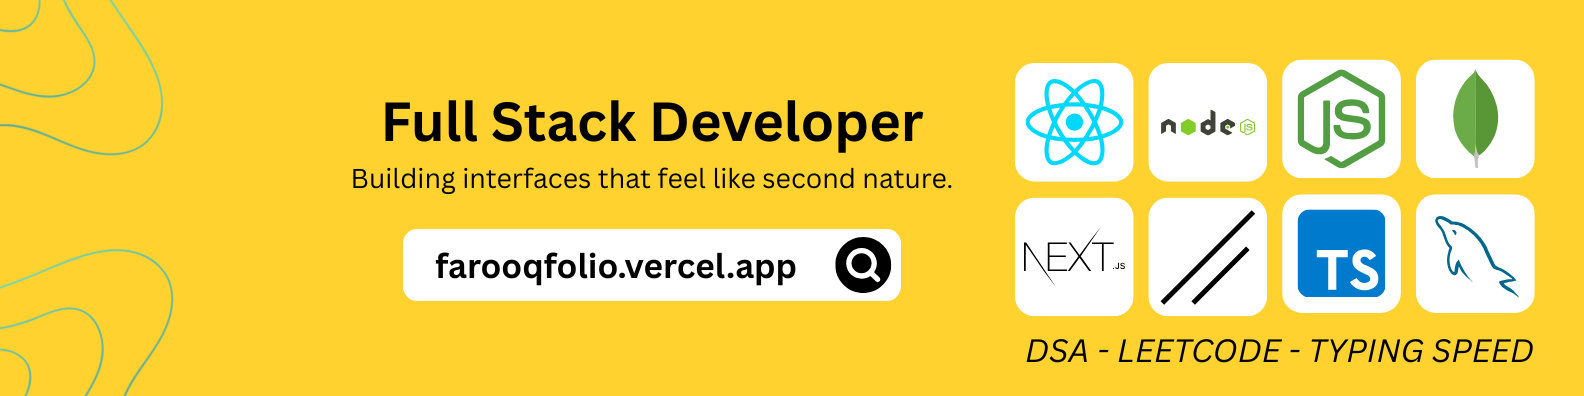 Full Stack Developer
Building interfaces that feel like second nature.
farooqfolio.vercel.app
node JS
JS
NEXT.JS
TS
DSA - LEETCODE - TYPING SPEED